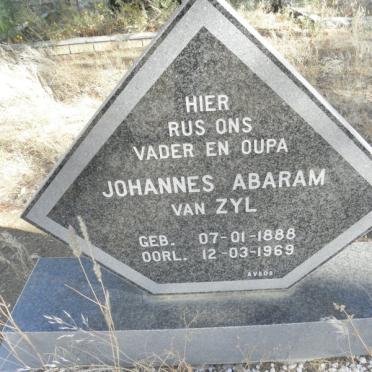 HIER
RUS ONS
VADER EN OUPA
JOHANNES ABARAM
VAN ZYL
GEB. 07-01-1888
OORL. 12-03-1969